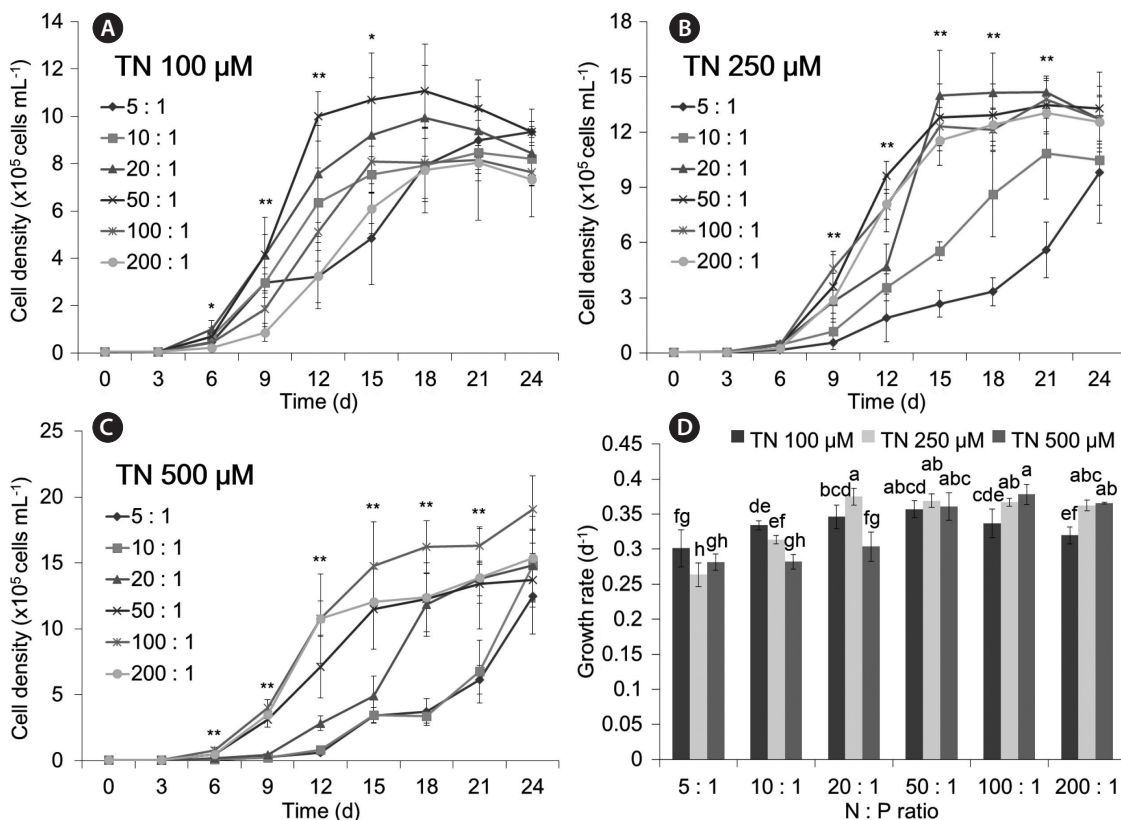 A
TN 100 µM
5 : 1
10 : 1
20 : 1
50 : 1
100 : 1
200 : 1
Cell density (x10⁵ cells mL⁻¹)
14
12
10
8
6
4
2
0
*
**
**
*
0 3 6 9 12 15 18 21 24
Time (d)
B
TN 250 µM
5 : 1
10 : 1
20 : 1
50 : 1
100 : 1
200 : 1
Cell density (x10⁵ cells mL⁻¹)
18
15
12
9
6
3
0
**
**
**
**
**
0 3 6 9 12 15 18 21 24
Time (d)
C
TN 500 µM
5 : 1
10 : 1
20 : 1
50 : 1
100 : 1
200 : 1
Cell density (x10⁵ cells mL⁻¹)
25
20
15
10
5
0
**
**
**
**
**
**
0 3 6 9 12 15 18 21 24
Time (d)
D
TN 100 µM TN 250 µM TN 500 µM
Growth rate (d⁻¹)
0.45
0.4
0.35
0.3
0.25
0.2
0.15
0.1
0.05
0
fg h gh
de ef gh
bcd a fg
abcd ab abc
cde ab a
ef abc ab
5 : 1 10 : 1 20 : 1 50 : 1 100 : 1 200 : 1
N : P ratio